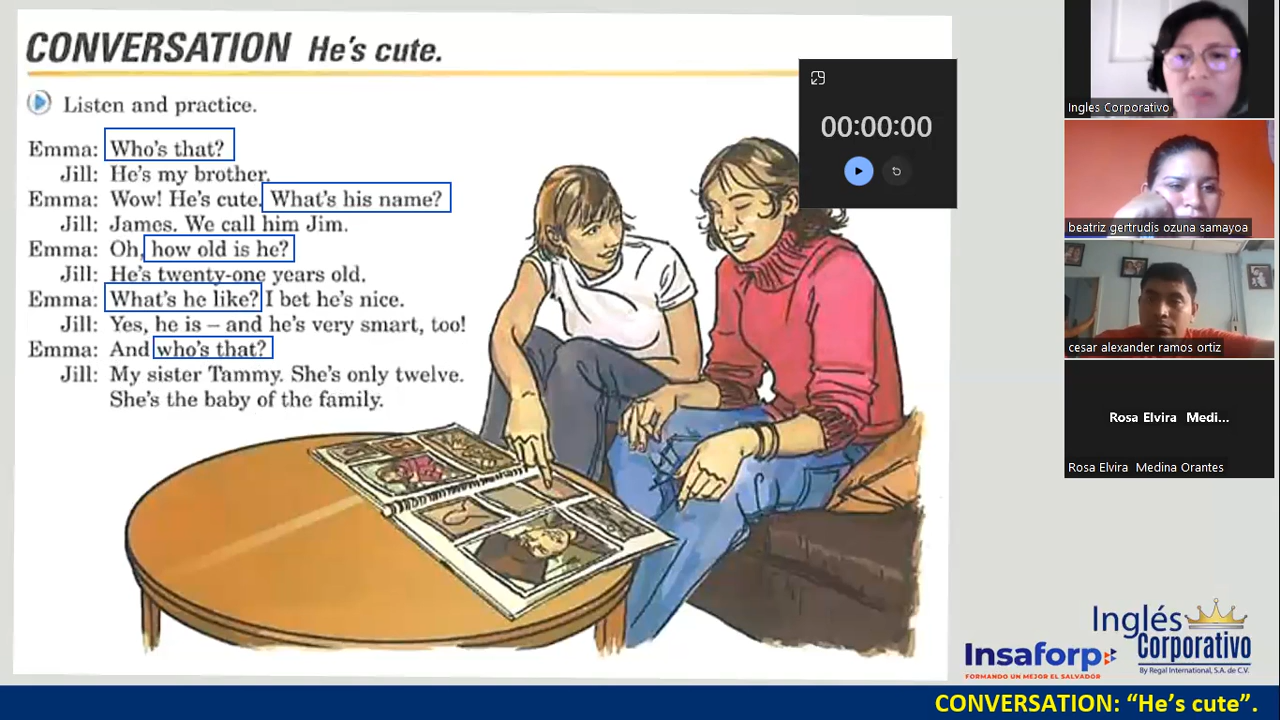 CONVERSATION He's cute.
Listen and practice.
Emma: Who's that?
Jill: He's my brother.
Emma: Wow! He's cute. What's his name?
Jill: James. We call him Jim.
Emma: Oh, how old is he?
Jill: He's twenty-one years old.
Emma: What's he like? I bet he's nice.
Jill: Yes, he is – and he's very smart, too!
Emma: And who's that?
Jill: My sister Tammy. She's only twelve.
She's the baby of the family.
00:00:00
Ingles Corporativo
beatriz gertrudis ozuna samayoa
cesar alexander ramos ortiz
Rosa Elvira Medi...
Rosa Elvira Medina Orantes
Insaforp
FORMANDO UN MEJOR EL SALVADOR
Inglés
Corporativo
By Regal International, S.A. de C.V.
CONVERSATION: “He's cute”.